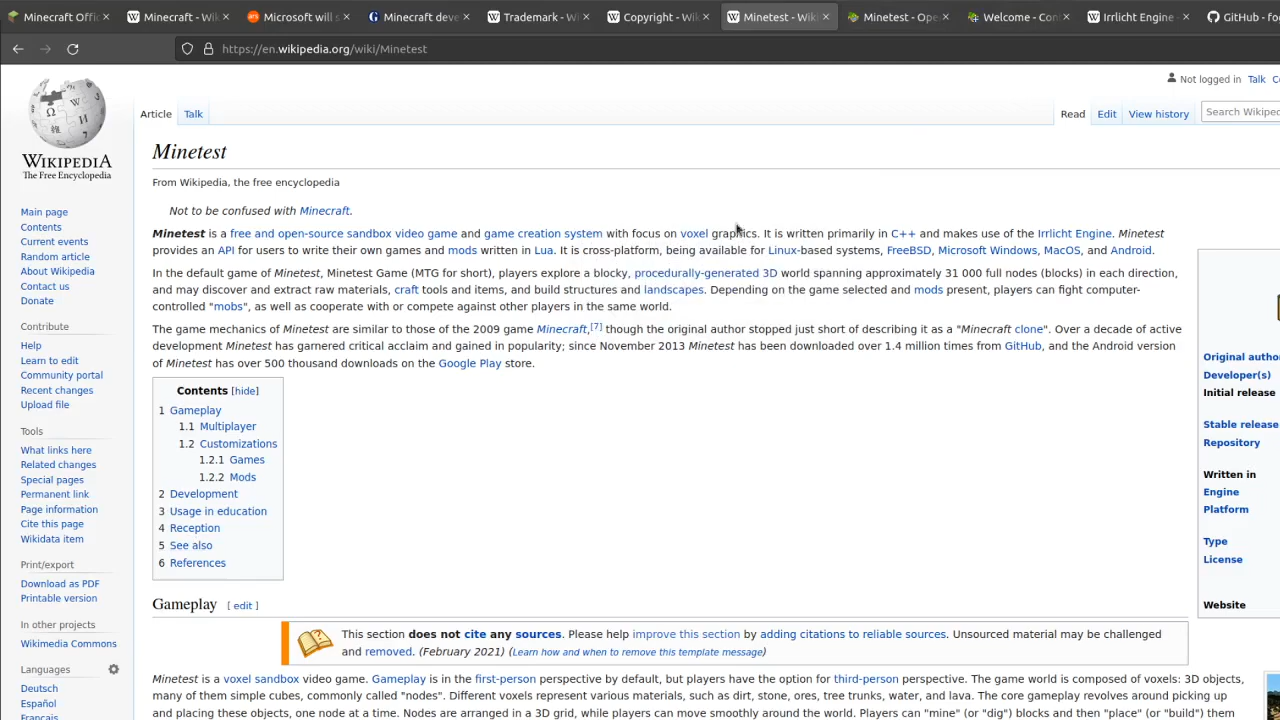 Minecraft Offic
Minecraft - Wik
Microsoft will s
Minecraft deve
Trademark - W
Copyright - Wik
Minetest - Wiki
Minetest - Ope
Welcome - Con
Irrlicht Engine -
GitHub - fo
https://en.wikipedia.org/wiki/Minetest
Not logged in Talk Co
Article Talk
Read Edit View history Search Wikiped
WIKIPEDIA
The Free Encyclopedia
Main page
Contents
Current events
Random article
About Wikipedia
Contact us
Donate
Contribute
Help
Learn to edit
Community portal
Recent changes
Upload file
Tools
What links here
Related changes
Special pages
Permanent link
Page information
Cite this page
Wikidata item
Print/export
Download as PDF
Printable version
In other projects
Wikimedia Commons
Languages
Deutsch
Español
Français
Minetest
From Wikipedia, the free encyclopedia
Not to be confused with Minecraft.
Minetest is a free and open-source sandbox video game and game creation system with focus on voxel graphics. It is written primarily in C++ and makes use of the Irrlicht Engine. Minetest
provides an API for users to write their own games and mods written in Lua. It is cross-platform, being available for Linux-based systems, FreeBSD, Microsoft Windows, MacOS, and Android.
In the default game of Minetest, Minetest Game (MTG for short), players explore a blocky, procedurally-generated 3D world spanning approximately 31 000 full nodes (blocks) in each direction,
and may discover and extract raw materials, craft tools and items, and build structures and landscapes. Depending on the game selected and mods present, players can fight computer-
controlled "mobs", as well as cooperate with or compete against other players in the same world.
The game mechanics of Minetest are similar to those of the 2009 game Minecraft,[7] though the original author stopped just short of describing it as a "Minecraft clone". Over a decade of active
development Minetest has garnered critical acclaim and gained in popularity; since November 2013 Minetest has been downloaded over 1.4 million times from GitHub, and the Android version
of Minetest has over 500 thousand downloads on the Google Play store.
Contents [hide]
1 Gameplay
1.1 Multiplayer
1.2 Customizations
1.2.1 Games
1.2.2 Mods
2 Development
3 Usage in education
4 Reception
5 See also
6 References
Original autho
Developer(s)
Initial release
Stable release
Repository
Written in
Engine
Platform
Type
License
Website
Gameplay [ edit ]
This section does not cite any sources. Please help improve this section by adding citations to reliable sources. Unsourced material may be challenged
and removed. (February 2021) (Learn how and when to remove this template message)
Minetest is a voxel sandbox video game. Gameplay is in the first-person perspective by default, but players have the option for third-person perspective. The game world is composed of voxels: 3D objects,
many of them simple cubes, commonly called "nodes". Different voxels represent various materials, such as dirt, stone, ores, tree trunks, water, and lava. The core gameplay revolves around picking up
and placing these objects, one node at a time. Nodes are arranged in a 3D grid, while players can move smoothly around the world. Players can "mine" (or "dig") blocks and then "place" (or "build") them